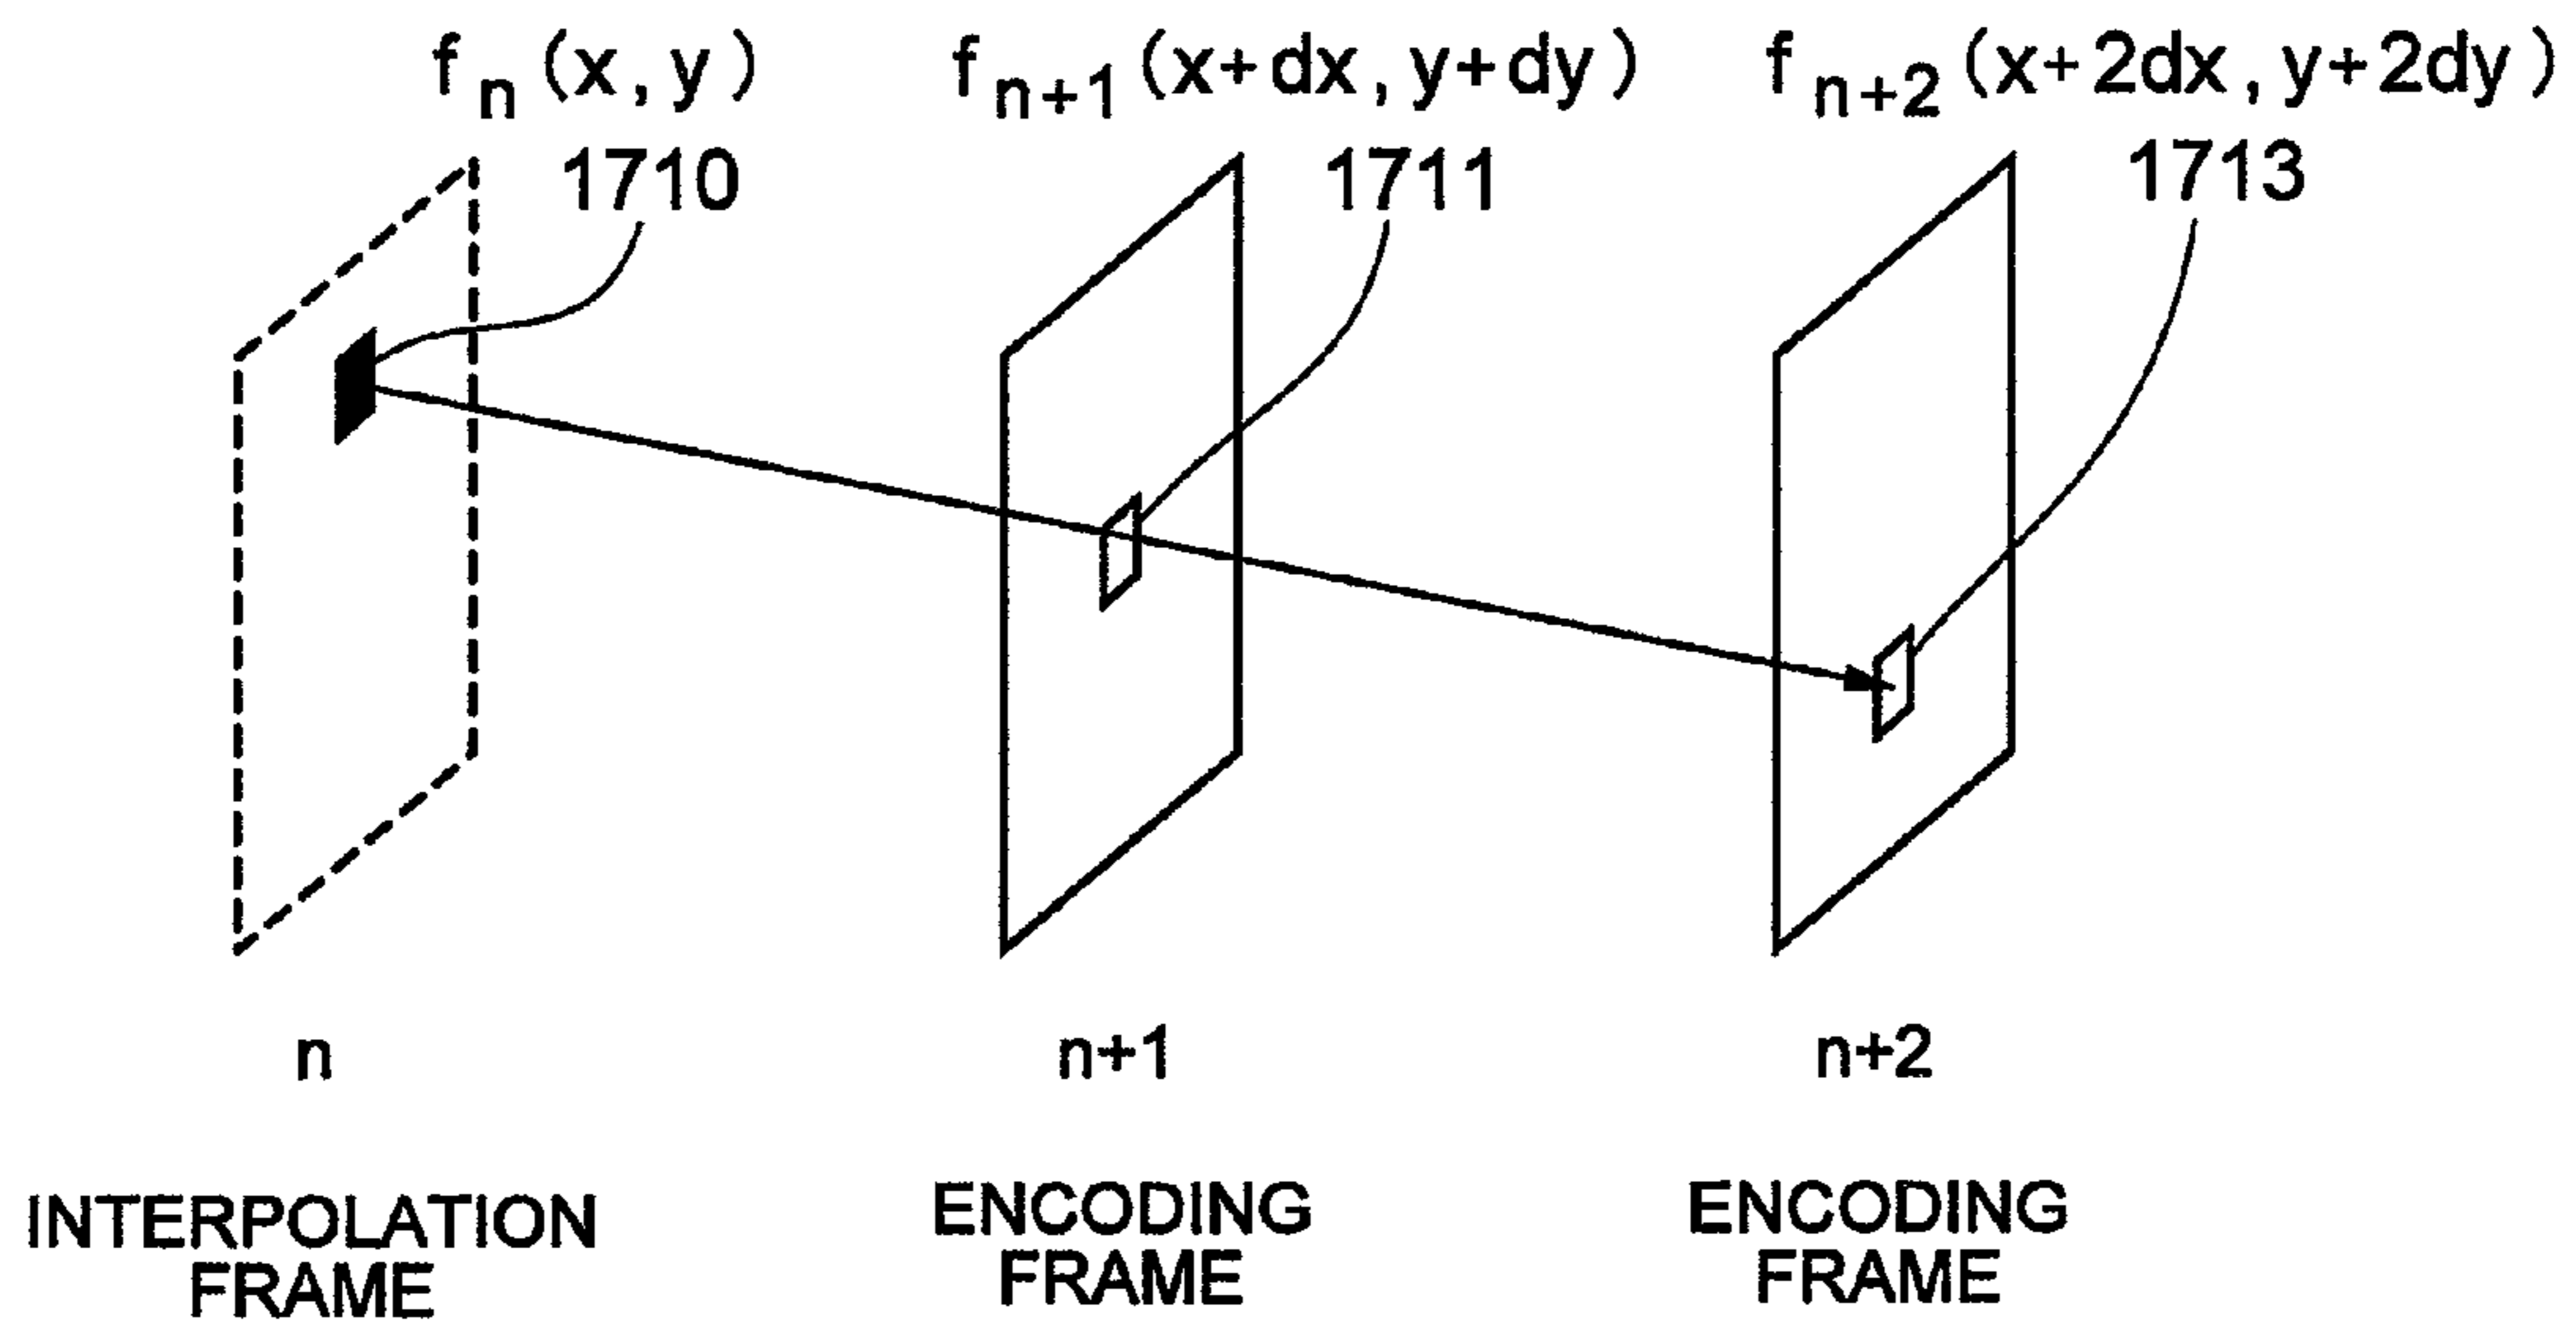 f n (x, y) f n+1 (x+dx, y+dy) f n+2 (x+2dx, y+2dy)
1710 1711 1713
n n+1 n+2
INTERPOLATION ENCODING ENCODING
FRAME FRAME FRAME